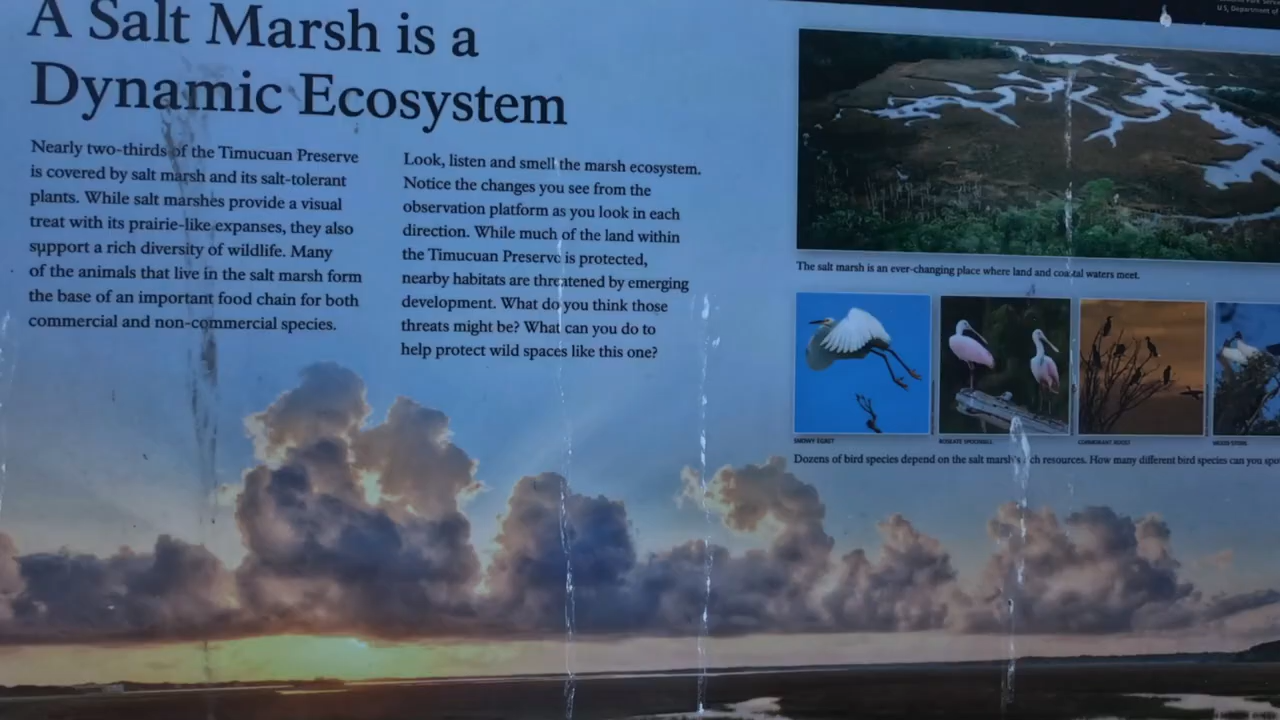 A Salt Marsh is a
Dynamic Ecosystem
Nearly two-thirds of the Timucuan Preserve
is covered by salt marsh and its salt-tolerant
plants. While salt marshes provide a visual
treat with its prairie-like expanses, they also
support a rich diversity of wildlife. Many
of the animals that live in the salt marsh form
the base of an important food chain for both
commercial and non-commercial species.
Look, listen and smell the marsh ecosystem.
Notice the changes you see from the
observation platform as you look in each
direction. While much of the land within
the Timucuan Preserve is protected,
nearby habitats are threatened by emerging
development. What do you think those
threats might be? What can you do to
help protect wild spaces like this one?
U.S. Department of
The salt marsh is an ever-changing place where land and coastal waters meet.
SNOWY EGRET
ROSEATE SPOONBILL
CORMORANT ROOST
WOOD STORK
Dozens of bird species depend on the salt marsh's rich resources. How many different bird species can you spo